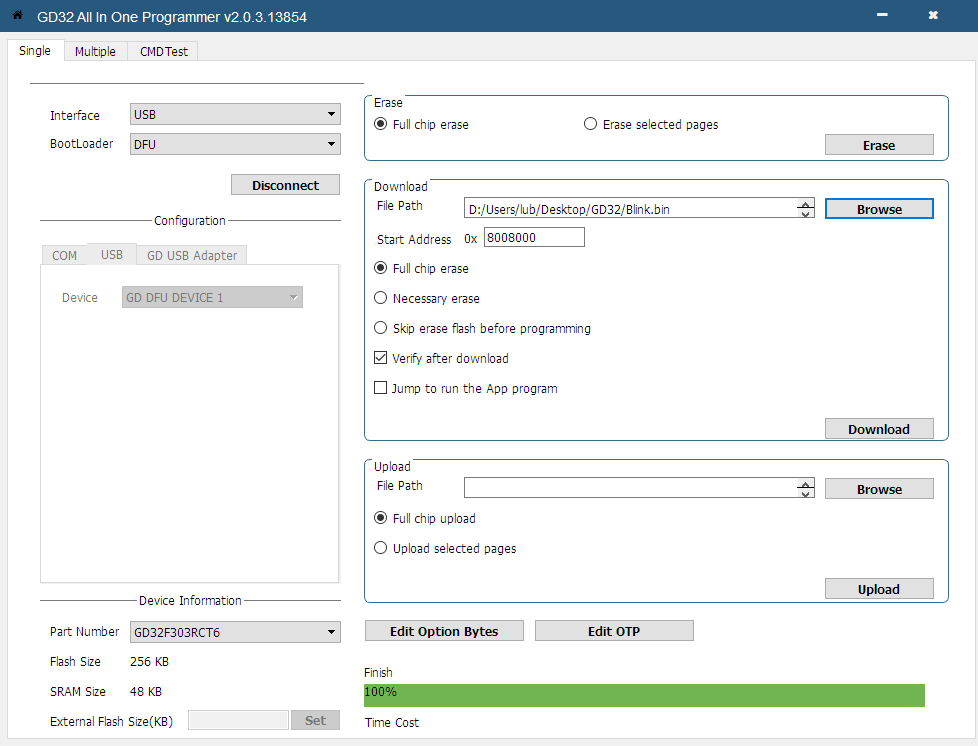 GD32 All In One Programmer v2.0.3.13854
Single Multiple CMDTest
Interface USB
BootLoader DFU
Disconnect
Configuration
COM USB GD USB Adapter
Device GD DFU DEVICE 1
Device Information
Part Number GD32F303RCT6
Flash Size 256 KB
SRAM Size 48 KB
External Flash Size(KB) Set
Erase
Full chip erase Erase selected pages
Erase
Download
File Path D:/Users/lub/Desktop/GD32/Blink.bin Browse
Start Address 0x 8008000
Full chip erase
Necessary erase
Skip erase flash before programming
Verify after download
Jump to run the App program
Download
Upload
File Path Browse
Full chip upload
Upload selected pages
Upload
Edit Option Bytes Edit OTP
Finish
100%
Time Cost